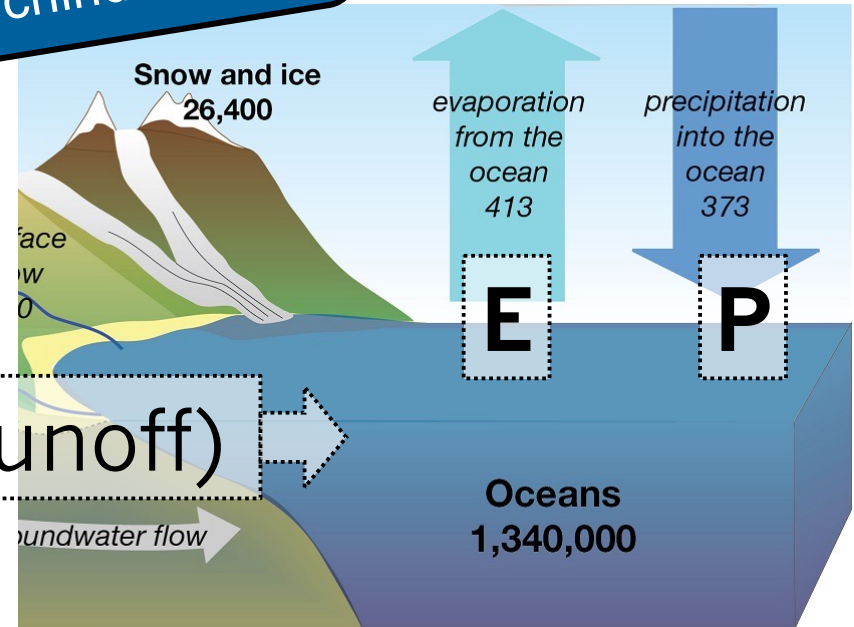 Snow and ice
26,400
evaporation
from the
ocean
413
precipitation
into the
ocean
373
E
P
unoff)
Oceans
1,340,000
flow